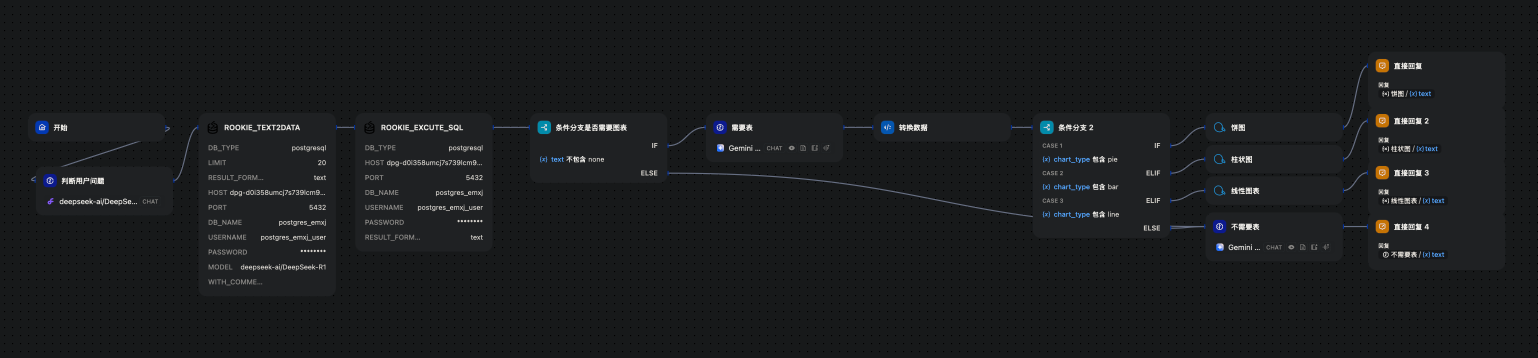 开始
判断用户问题
deepseek-ai/DeepSe... CHAT
ROOKIE_TEXT2DATA
DB_TYPE postgresql
LIMIT 20
RESULT_FORM... text
HOST dpg-d0i358umcj7s739lcm9...
PORT 5432
DB_NAME postgres_emxj
USERNAME postgres_emxj_user
PASSWORD ********
MODEL deepseek-ai/DeepSeek-R1
WITH_COMME...
ROOKIE_EXCUTE_SQL
DB_TYPE postgresql
HOST dpg-d0i358umcj7s739lcm9...
PORT 5432
DB_NAME postgres_emxj
USERNAME postgres_emxj_user
PASSWORD ********
RESULT_FORM... text
条件分支是否需要图表
IF
{x} text 不包含 none
ELSE
需要表
Gemini ... CHAT
转换数据
条件分支 2
CASE 1 IF
{x} chart_type 包含 pie
CASE 2 ELIF
{x} chart_type 包含 bar
CASE 3 ELIF
{x} chart_type 包含 line
ELSE
饼图
柱状图
线性图表
不需要表
Gemini ... CHAT
直接回复
回复
饼图 / {x} text
直接回复 2
回复
柱状图 / {x} text
直接回复 3
回复
线性图表 / {x} text
直接回复 4
回复
不需要表 / {x} text